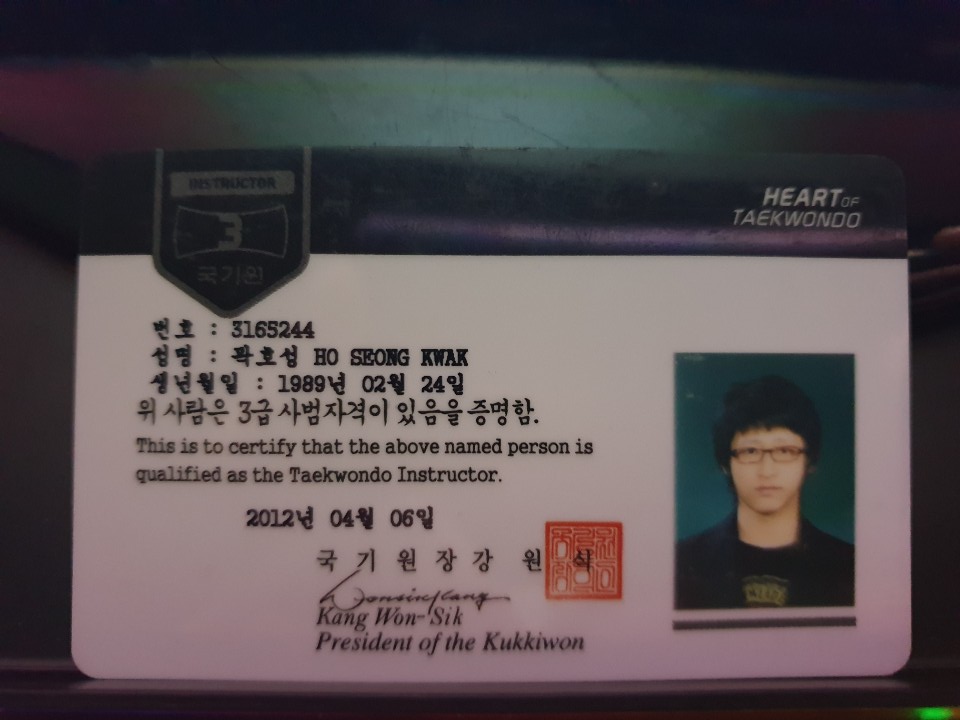 INSTRUCTOR
3
국기원
HEART OF
TAEKWONDO
번호 : 3165244
성명 : 곽호성 HO SEONG KWAK
생년월일 : 1989년 02월 24일
위 사람은 3급 사범자격이 있음을 증명함.
This is to certify that the above named person is
qualified as the Taekwondo Instructor.
2012년 04월 06일
국 기 원 장 강 원 식
Kang Won-Sik
President of the Kukkiwon